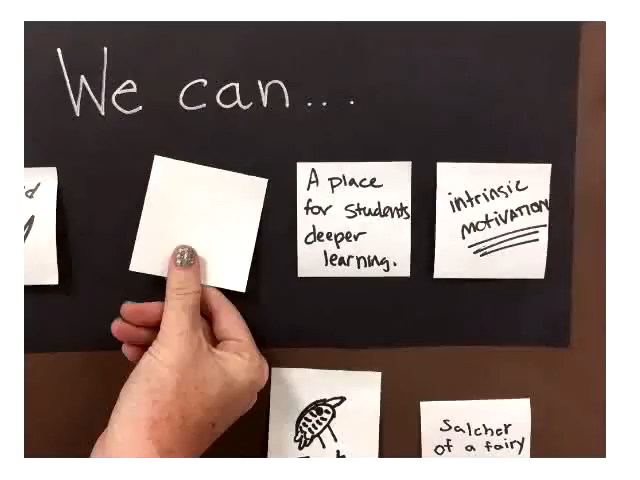 We can...
A place
for students
deeper
learning.
intrinsic
MOTIVATION
Salcher
of a fairy